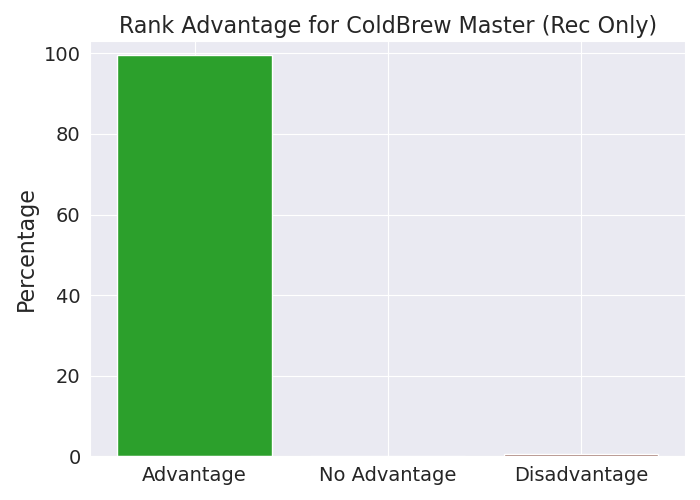 Rank Advantage for ColdBrew Master (Rec Only)
100
80
60
40
20
0
Percentage
Advantage
No Advantage
Disadvantage